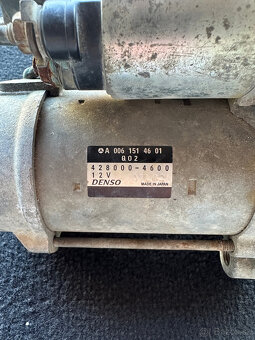 A 006 151 46 01
Q02
428000-4600
12V
DENSO MADE IN JAPAN